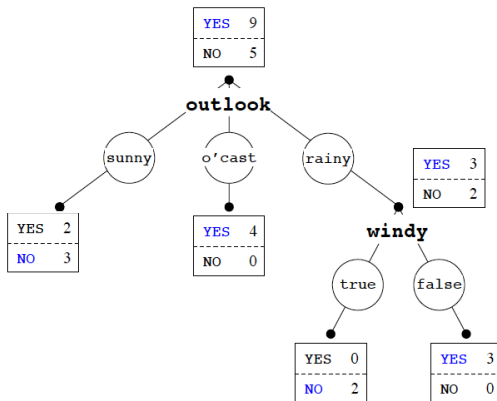 YES 9
NO 5
outlook
sunny
o'cast
rainy
YES 3
NO 2
YES 2
NO 3
YES 4
NO 0
windy
true
false
YES 0
NO 2
YES 3
NO 0